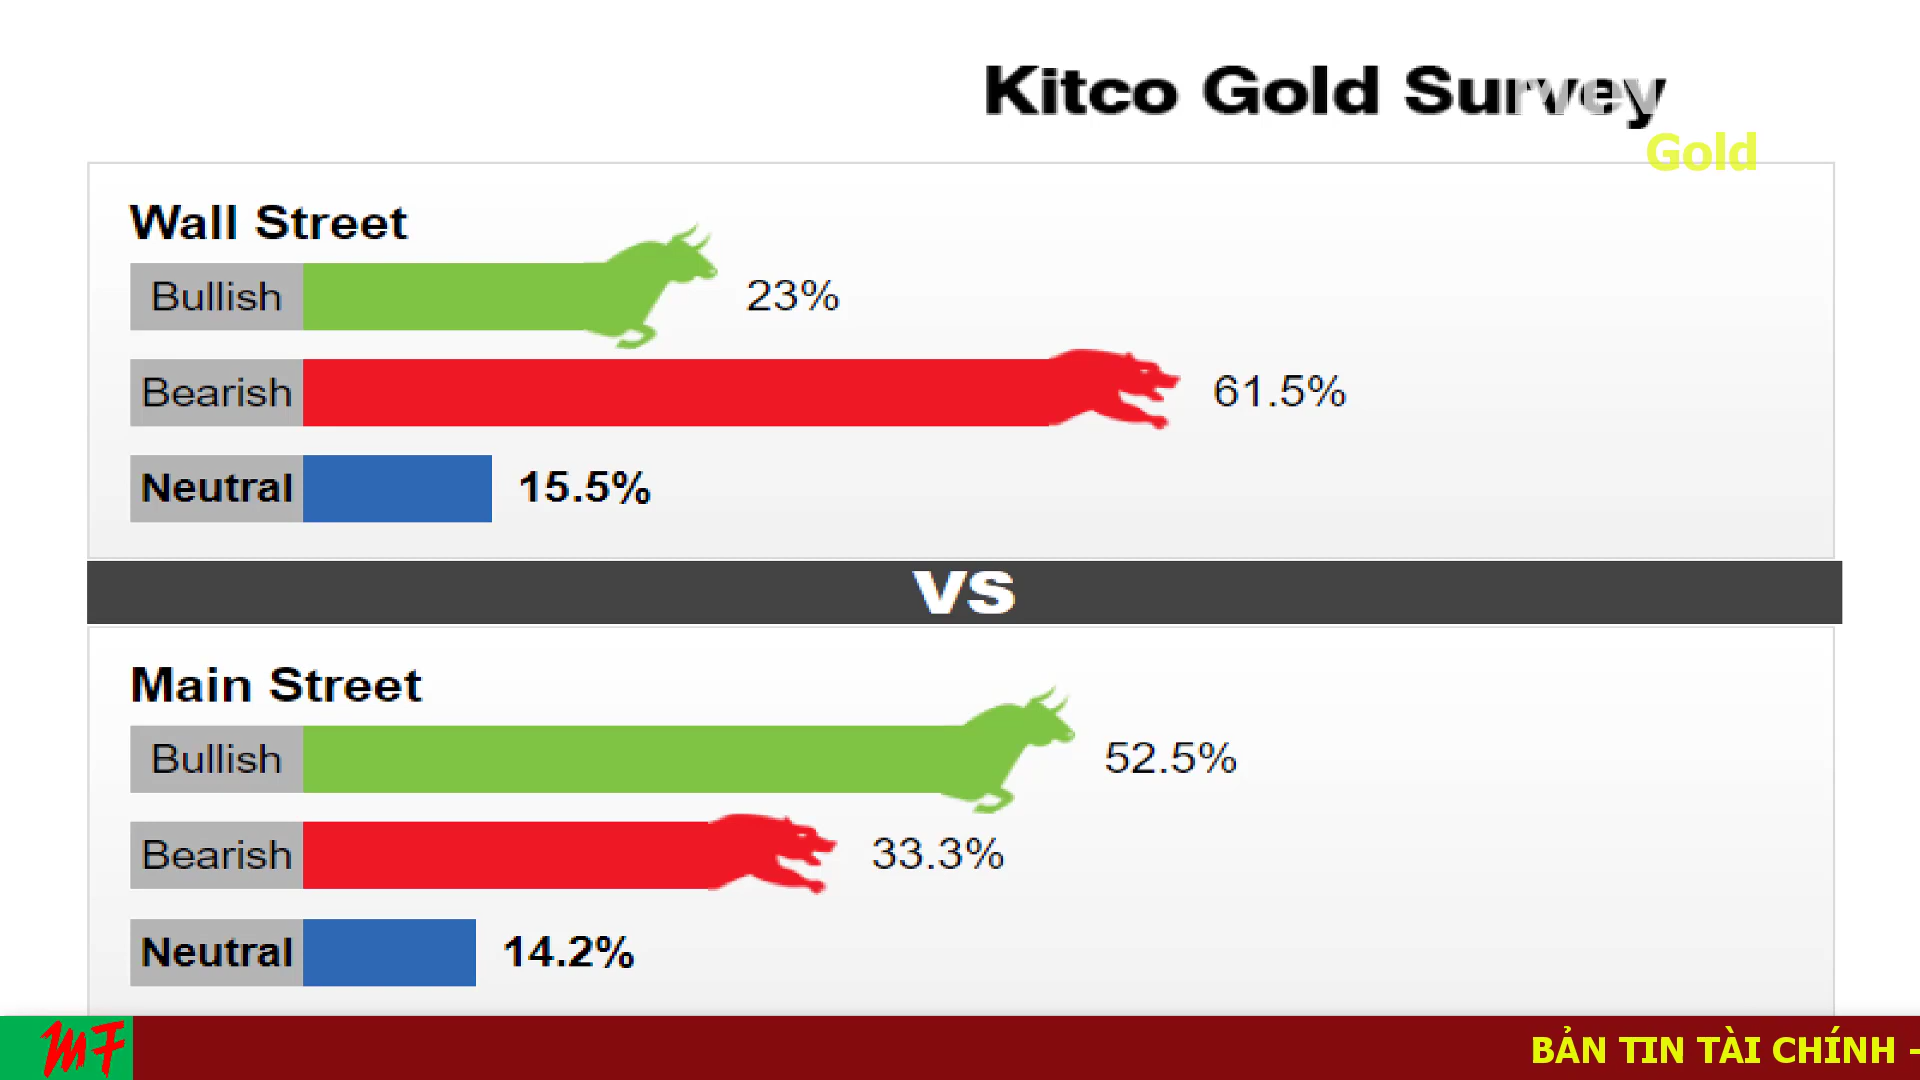 Kitco Gold Survey
Gold
Wall Street
Bullish 23%
Bearish 61.5%
Neutral 15.5%
VS
Main Street
Bullish 52.5%
Bearish 33.3%
Neutral 14.2%
MF
BẢN TIN TÀI CHÍNH -